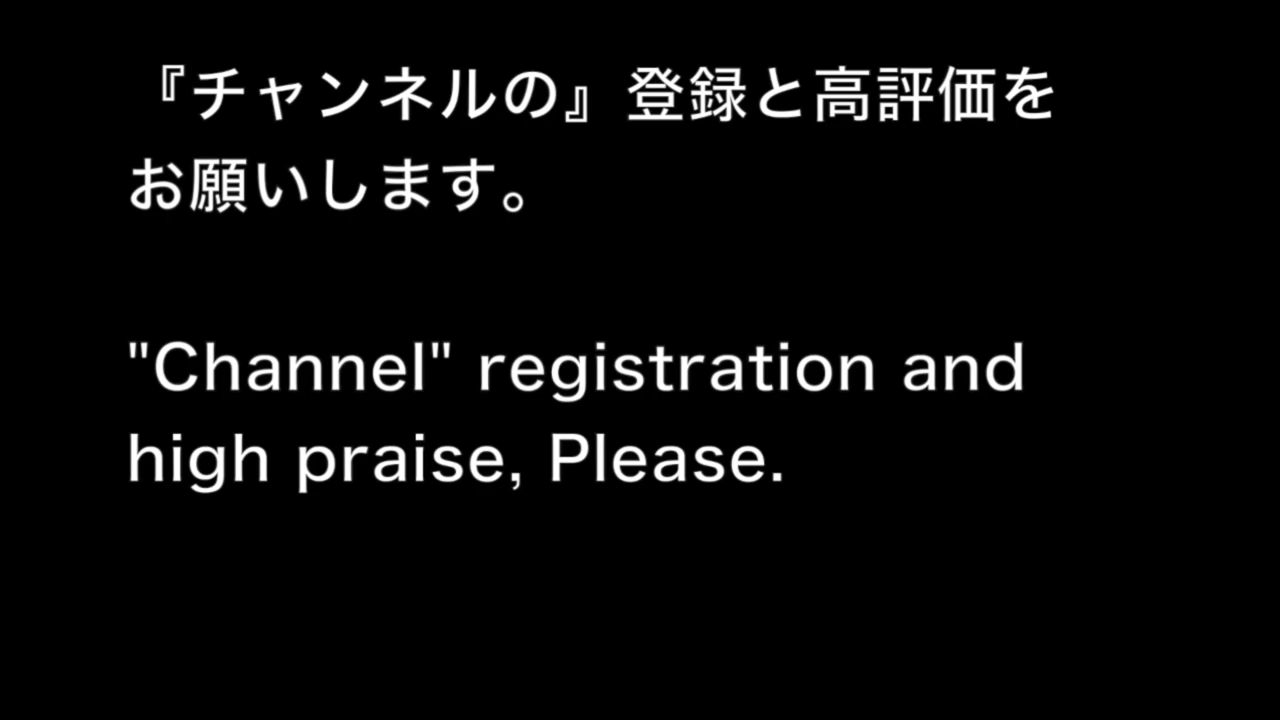 『チャンネルの』登録と高評価を
お願いします。
"Channel" registration and
high praise, Please.